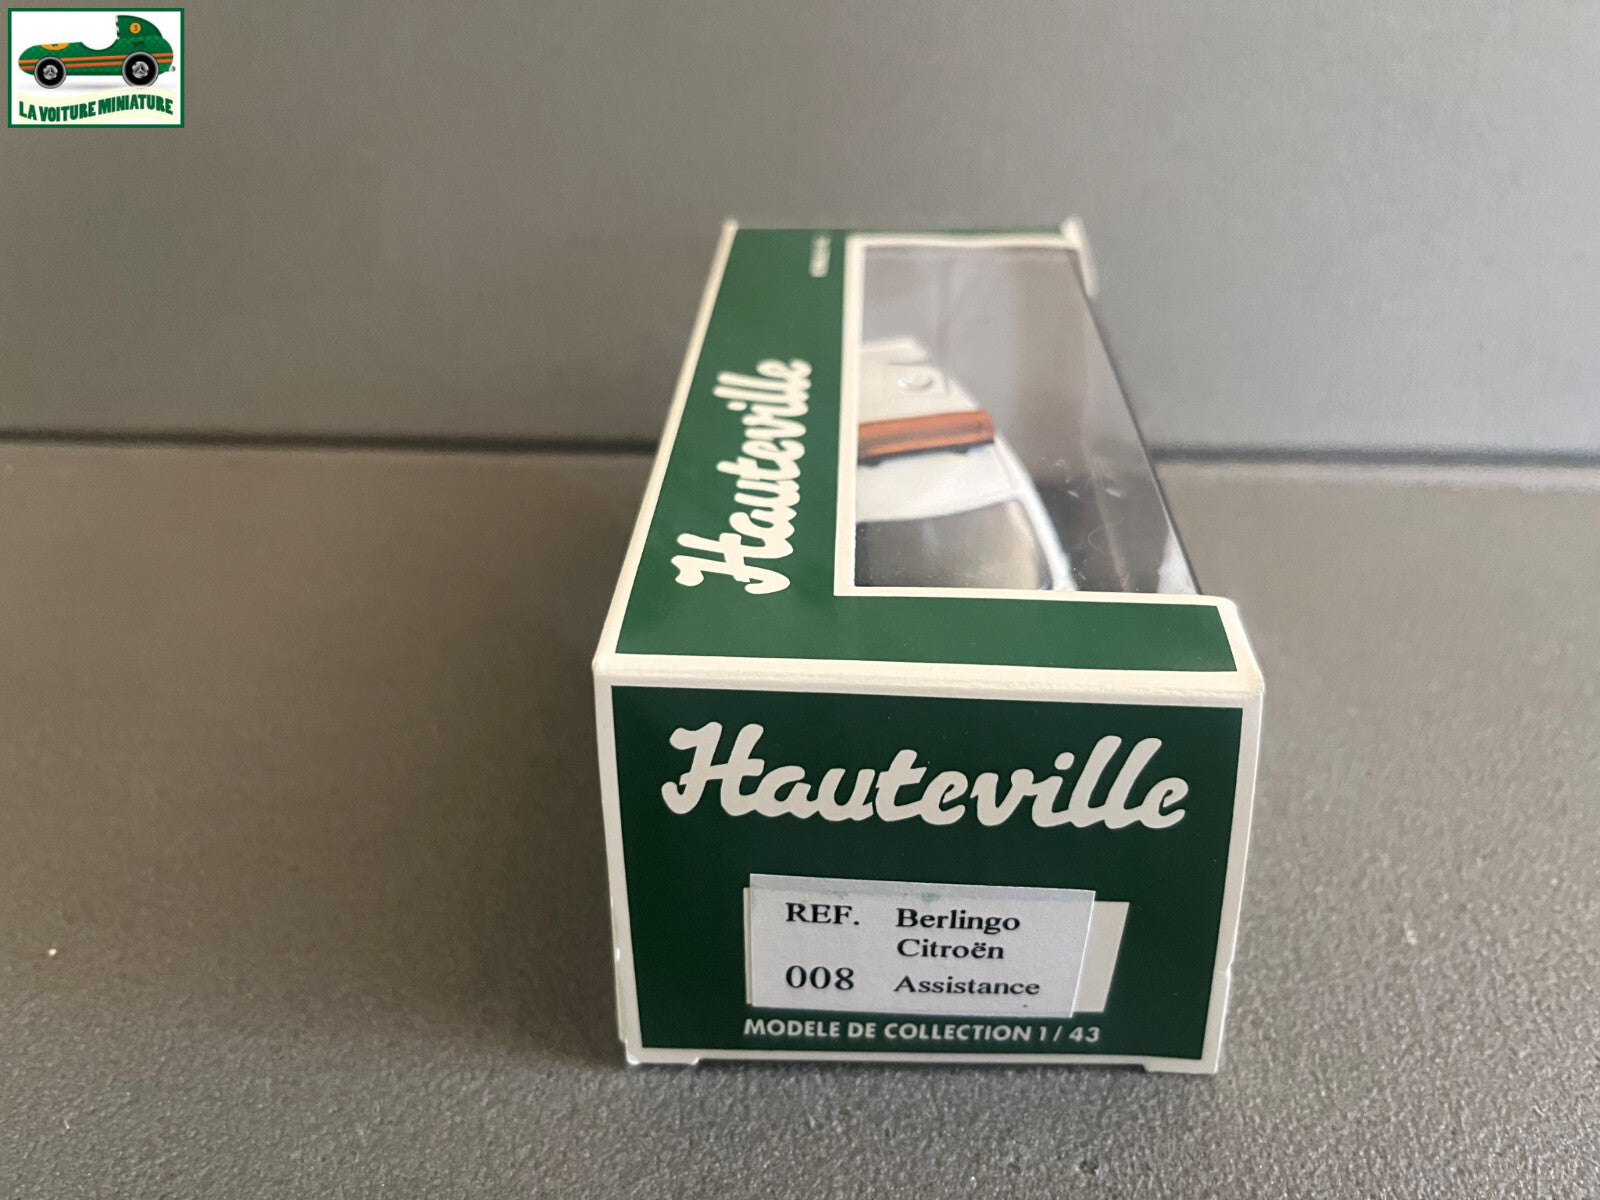 LA VOITURE MINIATURE
Hauteville
Hauteville
REF. Berlingo
Citroën
008 Assistance
MODELE DE COLLECTION 1/43